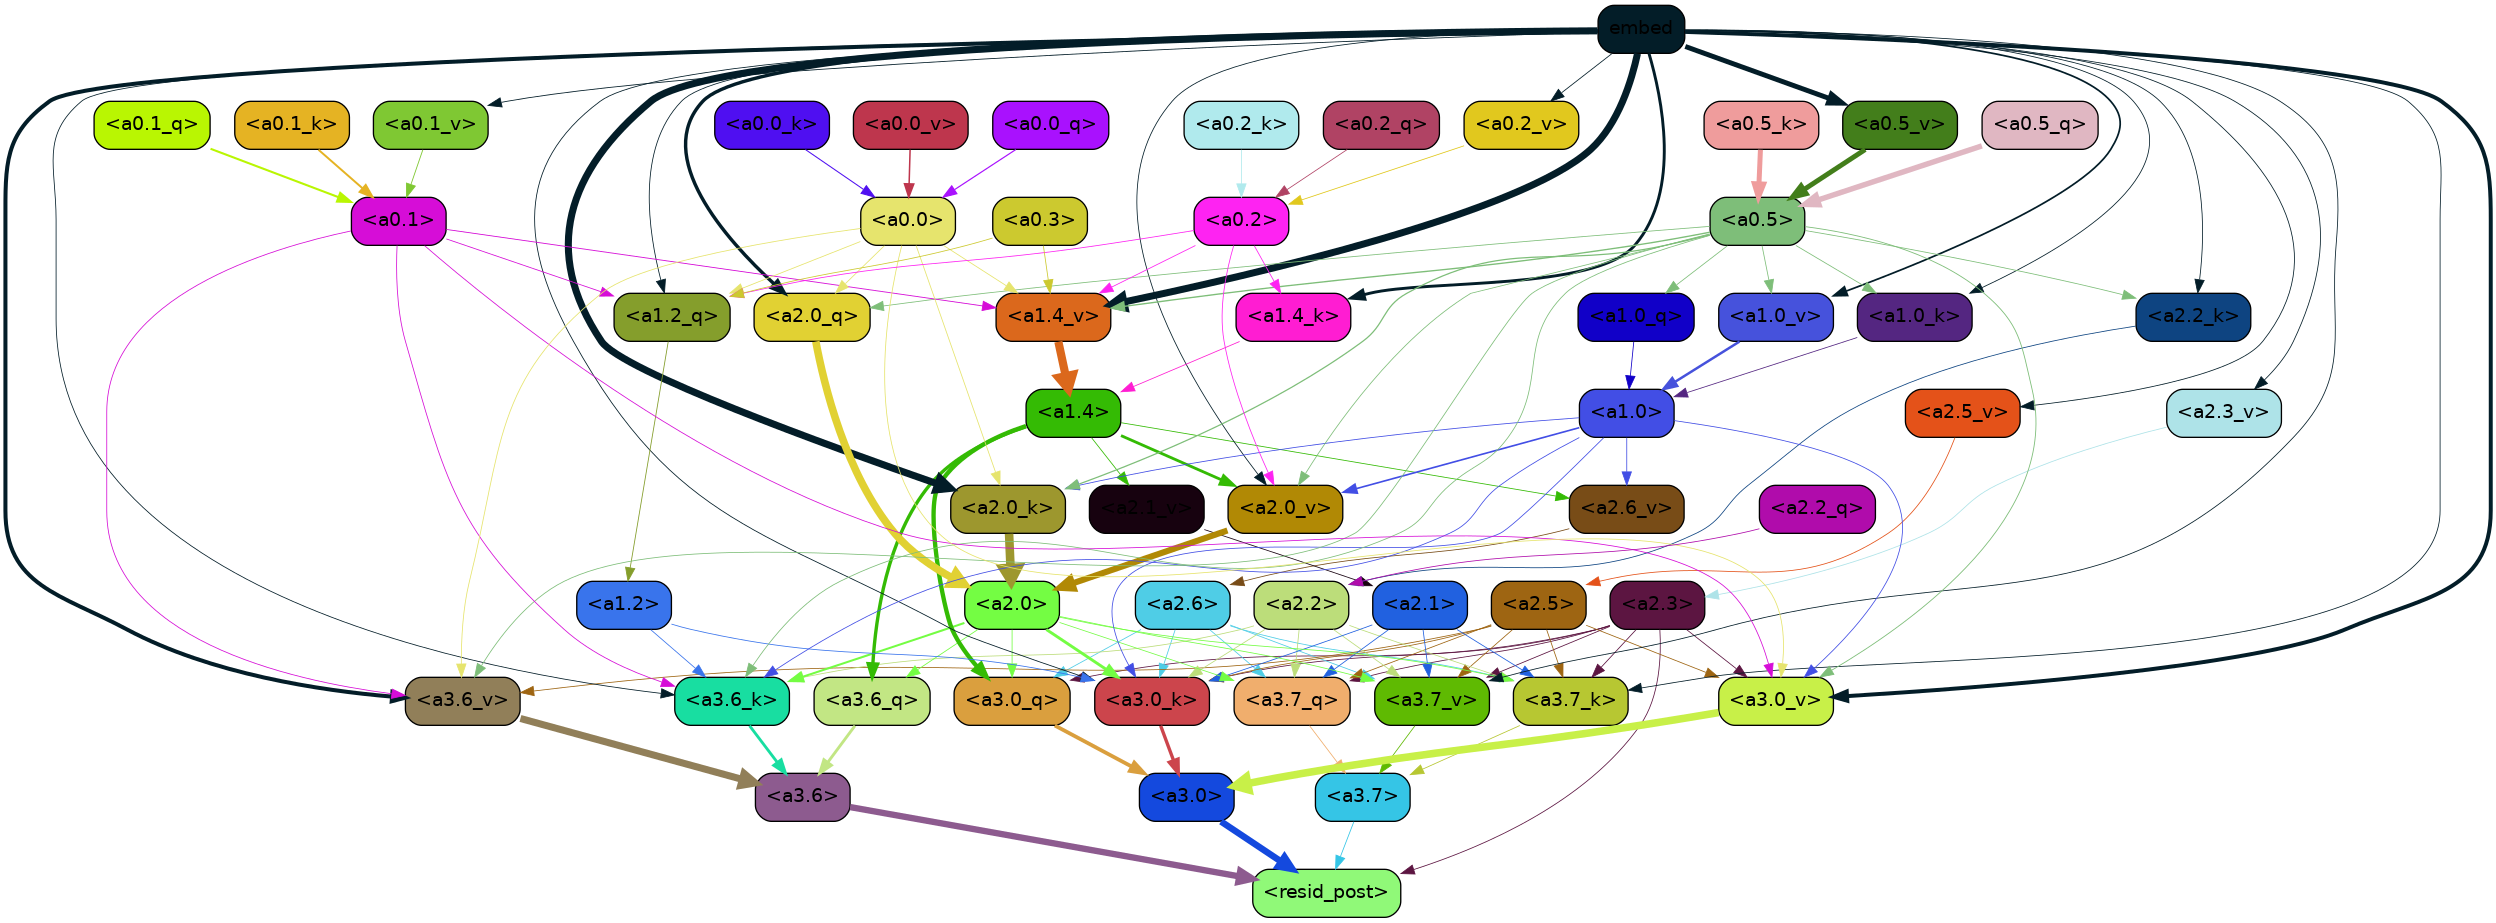 embed
<a0.1_q> <a0.1_k> <a0.1_v> <a0.0_k> <a0.0_v> <a0.0_q> <a0.2_k> <a0.2_q> <a0.2_v> <a0.5_k> <a0.5_v> <a0.5_q>
<a0.1> <a0.0> <a0.3> <a0.2> <a0.5>
<a1.2_q> <a2.0_q> <a1.4_v> <a1.4_k> <a1.0_q> <a1.0_v> <a1.0_k> <a2.2_k>
<a1.4> <a1.0> <a2.5_v> <a2.3_v>
<a2.0_k> <a2.1_v> <a2.0_v> <a2.6_v> <a2.2_q>
<a1.2> <a2.0> <a2.6> <a2.2> <a2.1> <a2.5> <a2.3>
<a3.6_v> <a3.6_k> <a3.6_q> <a3.0_q> <a3.0_k> <a3.7_q> <a3.7_v> <a3.7_k> <a3.0_v>
<a3.6> <a3.0> <a3.7>
<resid_post>